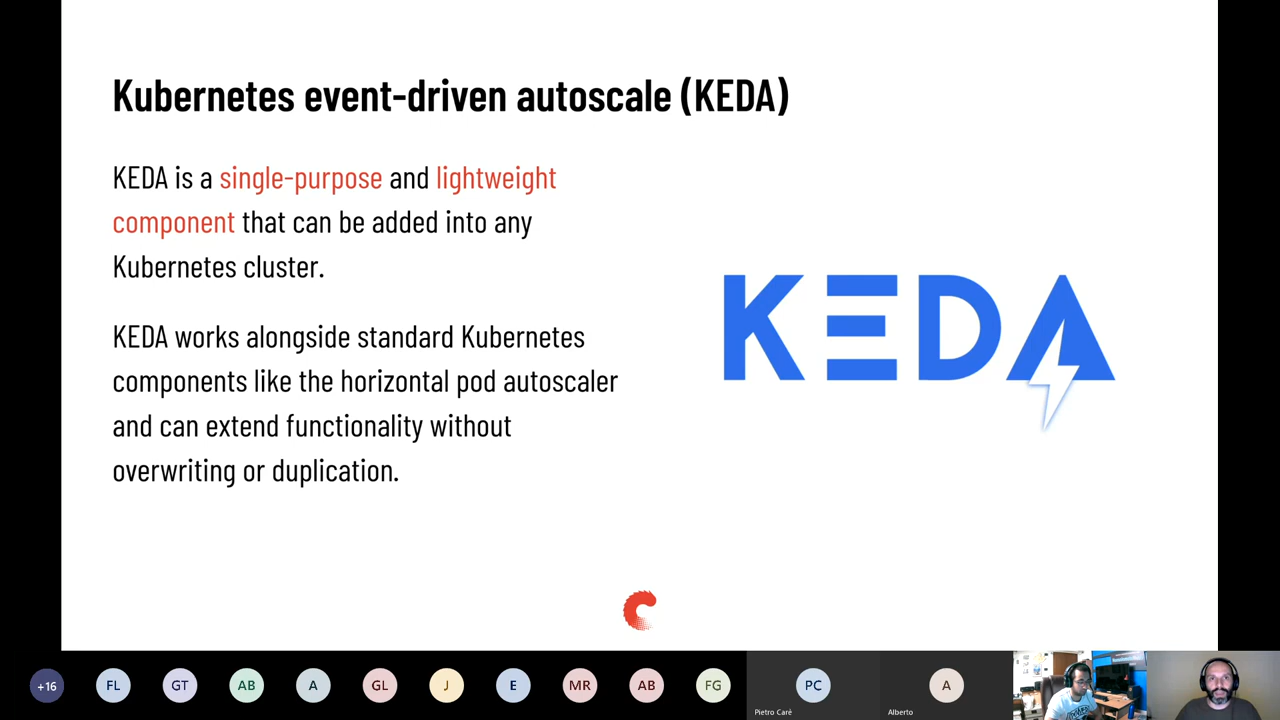 Kubernetes event-driven autoscale (KEDA)
KEDA is a single-purpose and lightweight
component that can be added into any
Kubernetes cluster.
KEDA works alongside standard Kubernetes
components like the horizontal pod autoscaler
and can extend functionality without
overwriting or duplication.
KEDA
+16
FL
GT
AB
A
GL
J
E
MR
AB
FG
PC
Pietro Carè
A
Alberto